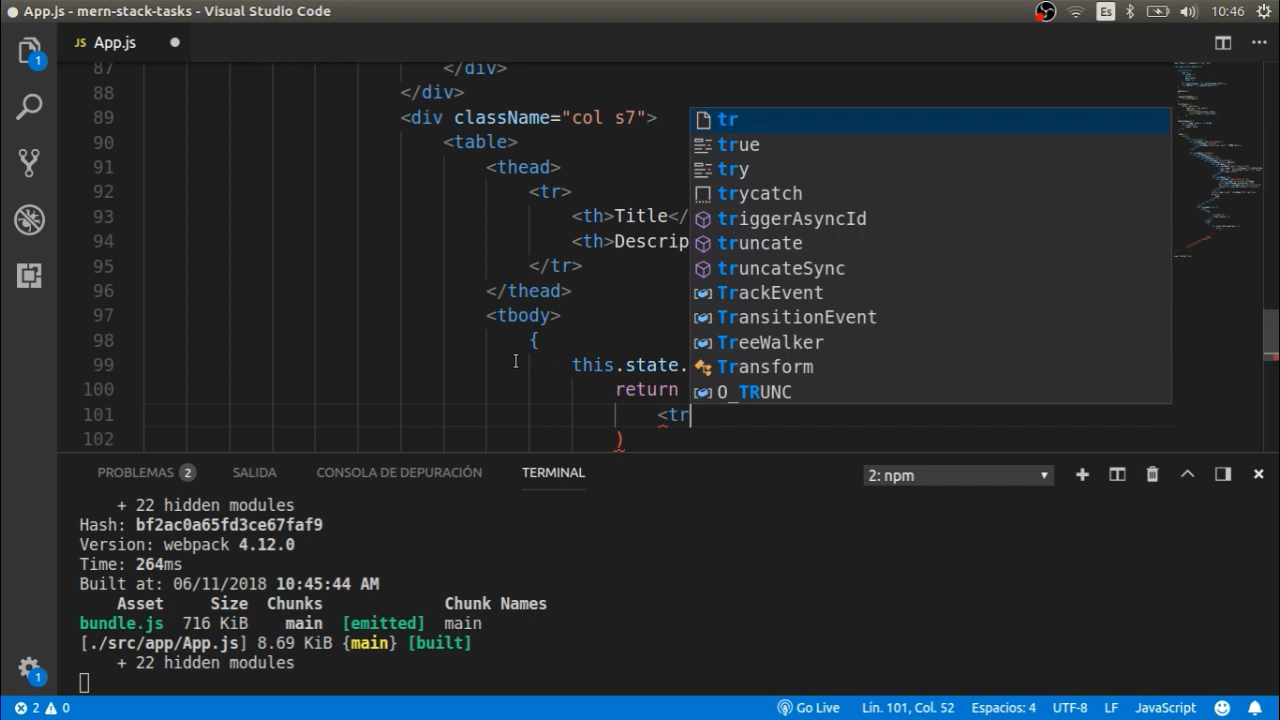 App.js - mern-stack-tasks - Visual Studio Code
Es
10:46
1
JS App.js
87 </div>
88 </div>
89 <div className="col s7">
90 <table>
91 <thead>
92 <tr>
93 <th>Title</
94 <th>Descrip
95 </tr>
96 </thead>
97 <tbody>
98 {
99 this.state.
100 return
101 <tr
102 )
tr
true
try
trycatch
triggerAsyncId
truncate
truncateSync
TrackEvent
TransitionEvent
TreeWalker
Transform
O_TRUNC
PROBLEMAS 2 SALIDA CONSOLA DE DEPURACIÓN TERMINAL 2: npm
+ 22 hidden modules
Hash: bf2ac0a65fd3ce67faf9
Version: webpack 4.12.0
Time: 264ms
Built at: 06/11/2018 10:45:44 AM
Asset Size Chunks Chunk Names
bundle.js 716 KiB main [emitted] main
[./src/app/App.js] 8.69 KiB {main} [built]
+ 22 hidden modules
1
2 0 Go Live Lín. 101, Col. 52 Espacios: 4 UTF-8 LF JavaScript